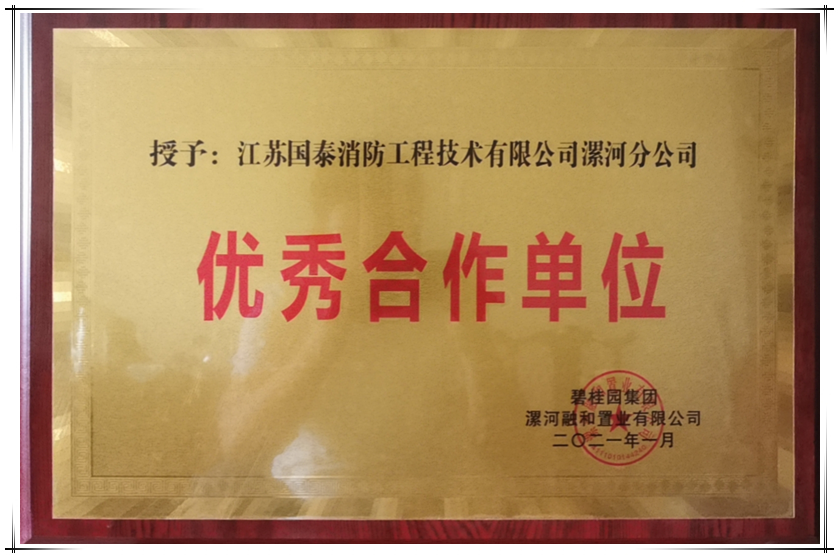 授予：江苏国泰消防工程技术有限公司漯河分公司
优秀合作单位
碧桂园集团
漯河融和置业有限公司
二〇二一年一月